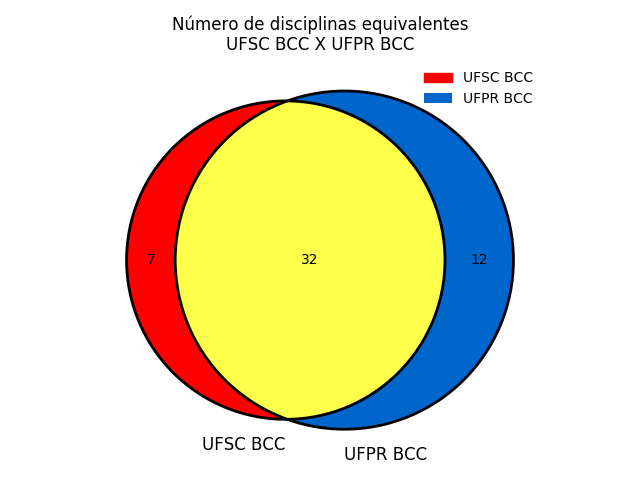 Número de disciplinas equivalentes
UFSC BCC X UFPR BCC
UFSC BCC
UFPR BCC
7
32
12
UFSC BCC
UFPR BCC